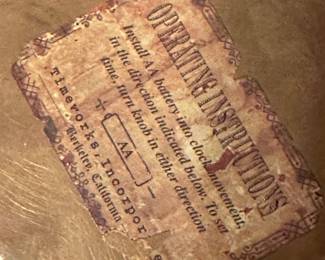 OPERATING INSTRUCTIONS
Install AA battery into clock movement,
in the direction indicated below. To set
time, turn knob in either direction
+ AA -
Timeworks Incorpor
Berkeley, California